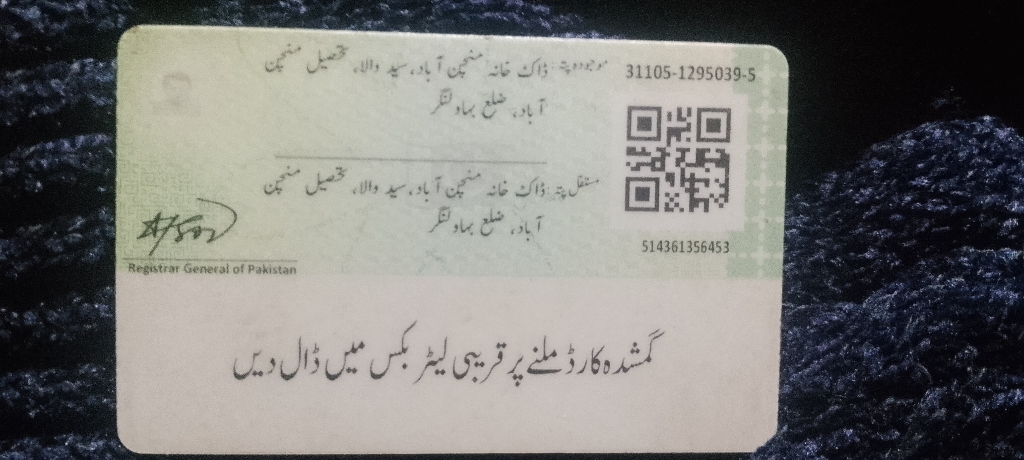 موجودہ پتہ: ڈاک خانہ منچن آباد، سید والا، تحصیل منچن
آباد، ضلع بہاولنگر
31105-1295039-5
مستقل پتہ: ڈاک خانہ منچن آباد، سید والا، تحصیل منچن
آباد، ضلع بہاولنگر
514361356453
Registrar General of Pakistan
گمشدہ کارڈ ملنے پر قریبی لیٹر بکس میں ڈال دیں